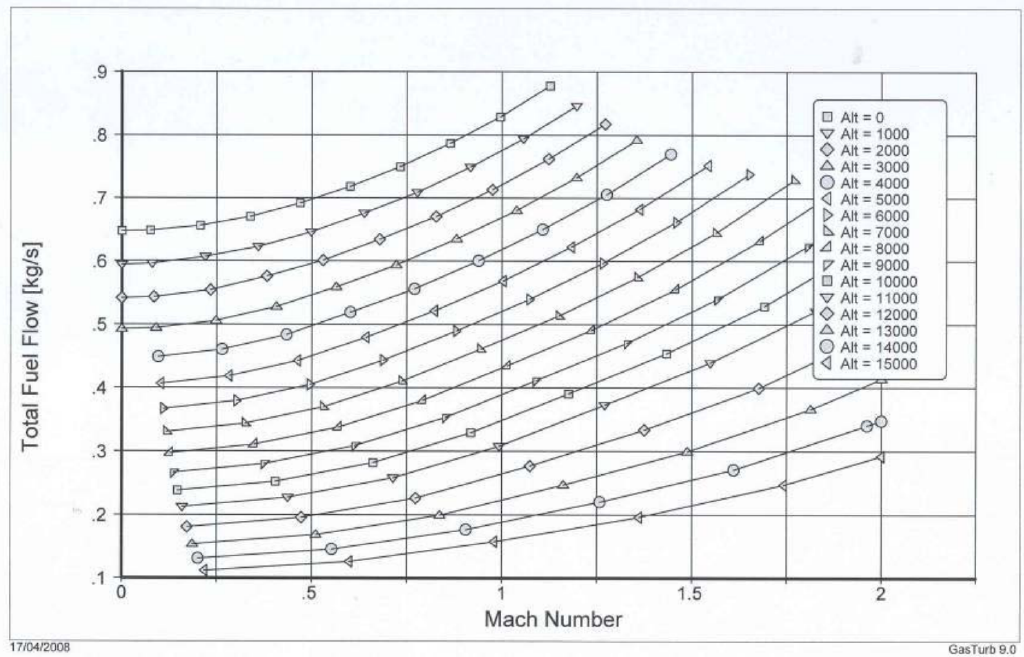 .9
.8
.7
.6
.5
.4
.3
.2
.1
Total Fuel Flow [kg/s]
0
.5
1
1.5
2
Mach Number
Alt = 0
Alt = 1000
Alt = 2000
Alt = 3000
Alt = 4000
Alt = 5000
Alt = 6000
Alt = 7000
Alt = 8000
Alt = 9000
Alt = 10000
Alt = 11000
Alt = 12000
Alt = 13000
Alt = 14000
Alt = 15000
17/04/2008
GasTurb 9.0